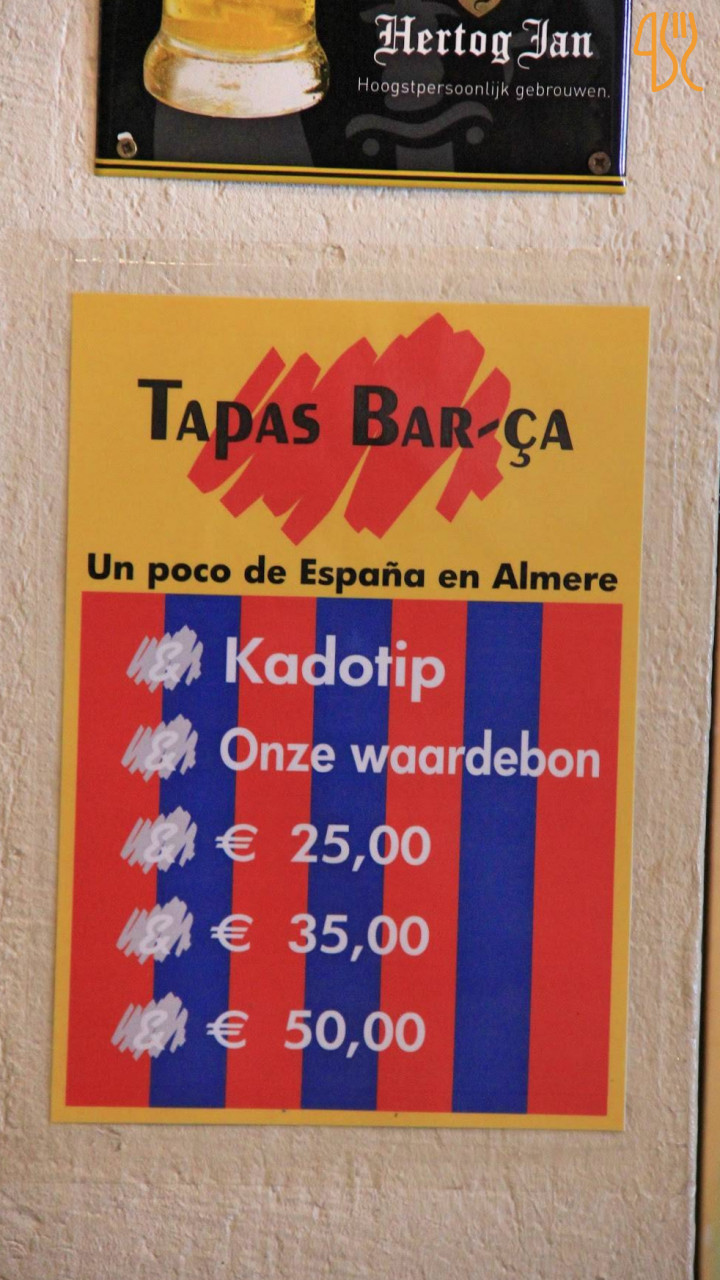 Hertog Jan
Hoogstpersoonlijk gebrouwen.
Tapas Bar-ça
Un poco de España en Almere
& Kadotip
& Onze waardebon
& € 25,00
& € 35,00
& € 50,00